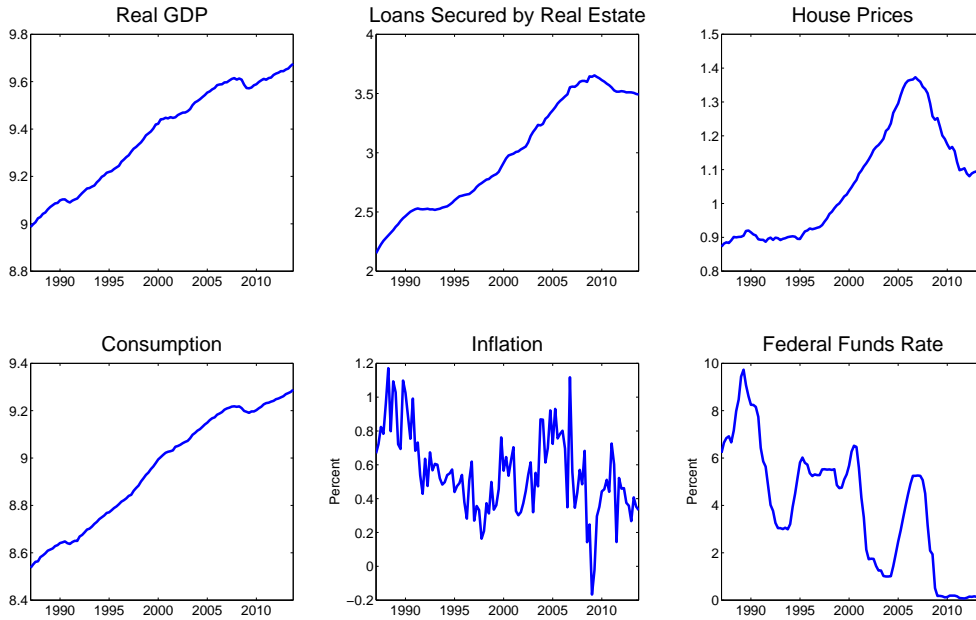 Real GDP
9.8
9.6
9.4
9.2
9
8.8
1990 1995 2000 2005 2010
Loans Secured by Real Estate
4
3.5
3
2.5
2
1990 1995 2000 2005 2010
House Prices
1.5
1.4
1.3
1.2
1.1
1
0.9
0.8
1990 1995 2000 2005 2010
Consumption
9.4
9.2
9
8.8
8.6
8.4
1990 1995 2000 2005 2010
Inflation
Percent
1.2
1
0.8
0.6
0.4
0.2
0
−0.2
1990 1995 2000 2005 2010
Federal Funds Rate
Percent
10
8
6
4
2
0
1990 1995 2000 2005 2010